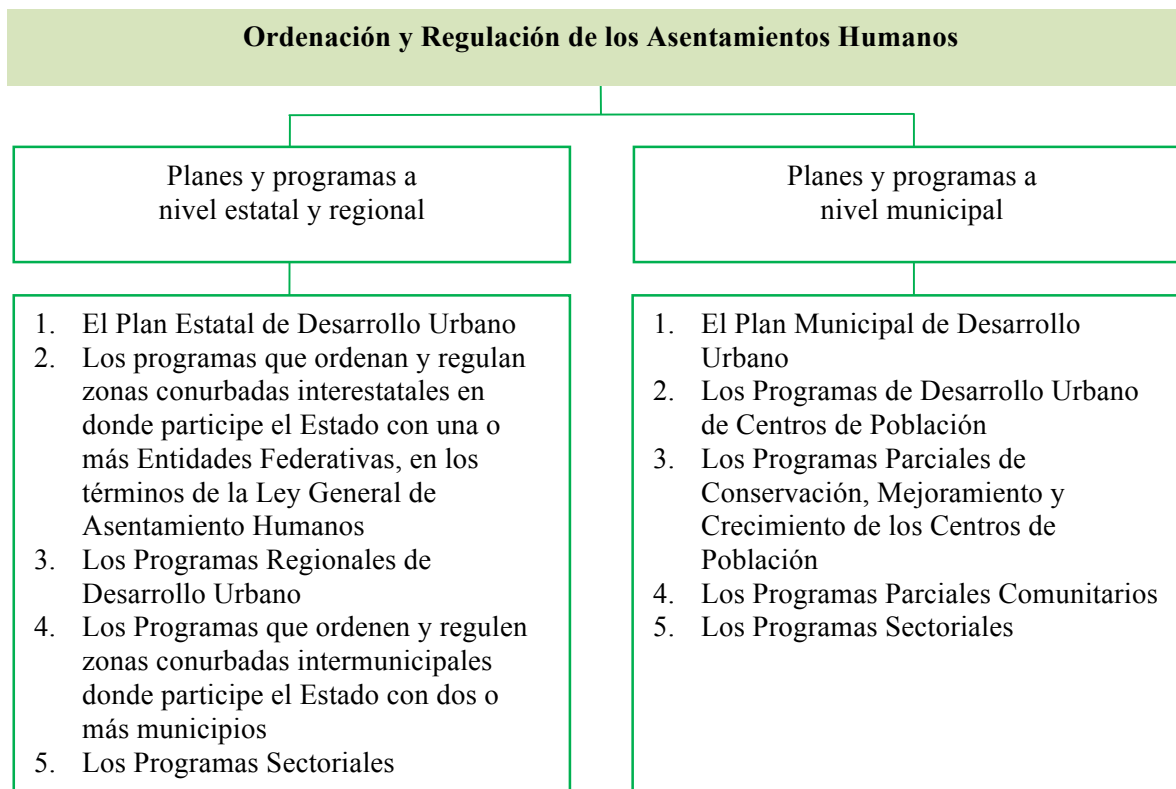 Ordenación y Regulación de los Asentamientos Humanos
Planes y programas a
nivel estatal y regional
1. El Plan Estatal de Desarrollo Urbano
2. Los programas que ordenan y regulan
zonas conurbadas interestatales en
donde participe el Estado con una o
más Entidades Federativas, en los
términos de la Ley General de
Asentamiento Humanos
3. Los Programas Regionales de
Desarrollo Urbano
4. Los Programas que ordenen y regulen
zonas conurbadas intermunicipales
donde participe el Estado con dos o
más municipios
5. Los Programas Sectoriales
Planes y programas a
nivel municipal
1. El Plan Municipal de Desarrollo
Urbano
2. Los Programas de Desarrollo Urbano
de Centros de Población
3. Los Programas Parciales de
Conservación, Mejoramiento y
Crecimiento de los Centros de
Población
4. Los Programas Parciales Comunitarios
5. Los Programas Sectoriales